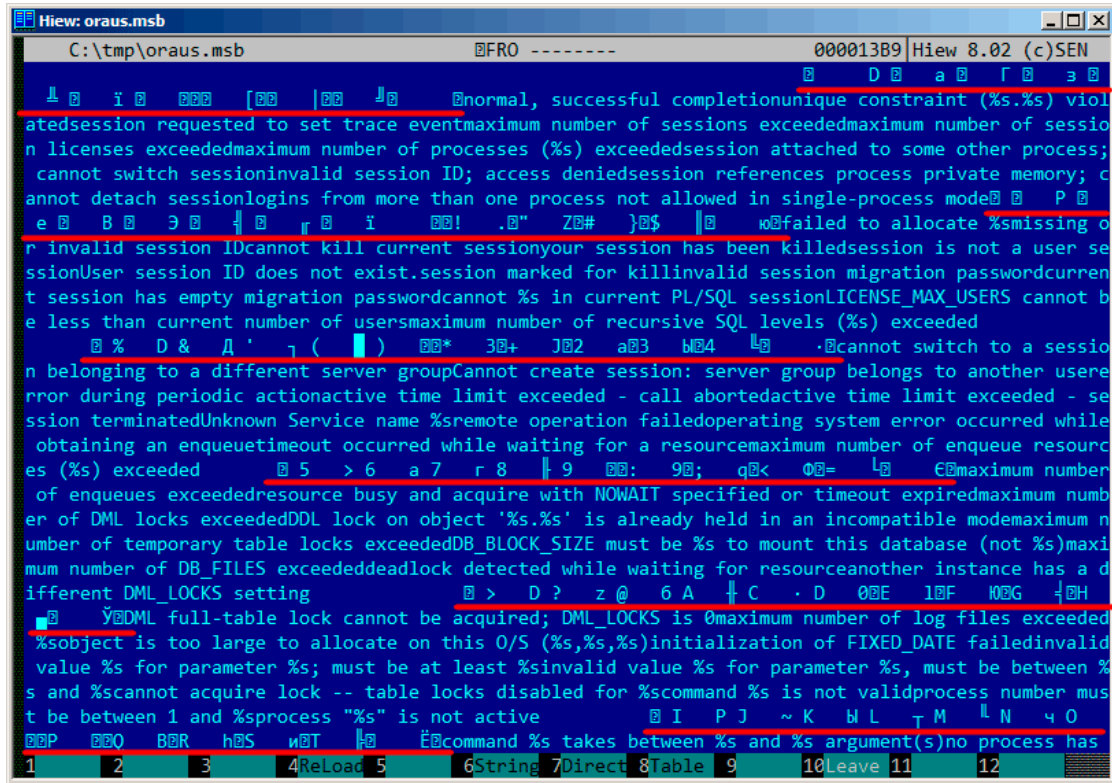 Hiew: oraus.msb
C:\tmp\oraus.msb FRO -------- 000013B9 Hiew 8.02 (c)SEN
D а Г з
╨ ї [ | ╜ normal, successful completionunique constraint (%s.%s) viol
atedsession requested to set trace eventmaximum number of sessions exceededmaximum number of sessio
n licenses exceededmaximum number of processes (%s) exceededsession attached to some other process;
cannot switch sessioninvalid session ID; access deniedsession references process private memory; c
annot detach sessionlogins from more than one process not allowed in single-process mode P
е В Э ╢ ╓ ї ! ." Z# }$ ║ ю failed to allocate %smissing o
r invalid session IDcannot kill current sessionyour session has been killedsession is not a user se
ssionUser session ID does not exist.session marked for killinvalid session migration passwordcurren
t session has empty migration passwordcannot %s in current PL/SQL sessionLICENSE_MAX_USERS cannot b
e less than current number of usersmaximum number of recursive SQL levels (%s) exceeded
% D & Д ' ┐ ( ) * 3+ J2 a3 Ы4 ╙ · cannot switch to a sessio
n belonging to a different server groupCannot create session: server group belongs to another usere
rror during periodic actionactive time limit exceeded - call abortedactive time limit exceeded - se
ssion terminatedUnknown Service name %sremote operation failedoperating system error occurred while
obtaining an enqueuetimeout occurred while waiting for a resourcemaximum number of enqueue resourc
es (%s) exceeded 5 > 6 а 7 г 8 ╟ 9 : 9; q< Ф= └ Є maximum number
of enqueues exceededresource busy and acquire with NOWAIT specified or timeout expiredmaximum numb
er of DML locks exceededDDL lock on object '%s.%s' is already held in an incompatible modemaximum n
umber of temporary table locks exceededDB_BLOCK_SIZE must be %s to mount this database (not %s)maxi
mum number of DB_FILES exceededdeadlock detected while waiting for resourceanother instance has a d
ifferent DML_LOCKS setting > D ? z @ б A ╫ C · D 0E lF ЮG ╡H
▄ Ў DML full-table lock cannot be acquired; DML_LOCKS is 0maximum number of log files exceeded
%sobject is too large to allocate on this O/S (%s,%s,%s)initialization of FIXED_DATE failedinvalid
value %s for parameter %s; must be at least %sinvalid value %s for parameter %s, must be between %
s and %scannot acquire lock -- table locks disabled for %scommand %s is not validprocess number mus
t be between 1 and %sprocess "%s" is not active I P J ~ K Ы L ┬ M ╙ N ч O
P Q BR hS иT ╟ Ё command %s takes between %s and %s argument(s)no process has
1 2 3 4ReLoad 5 6String 7Direct 8Table 9 10Leave 11 12